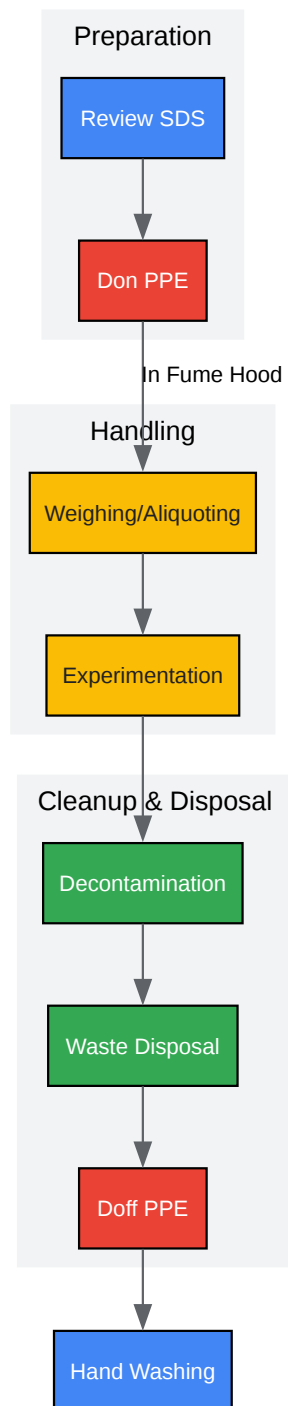 Preparation
Review SDS
Don PPE
In Fume Hood
Handling
Weighing/Aliquoting
Experimentation
Cleanup & Disposal
Decontamination
Waste Disposal
Doff PPE
Hand Washing